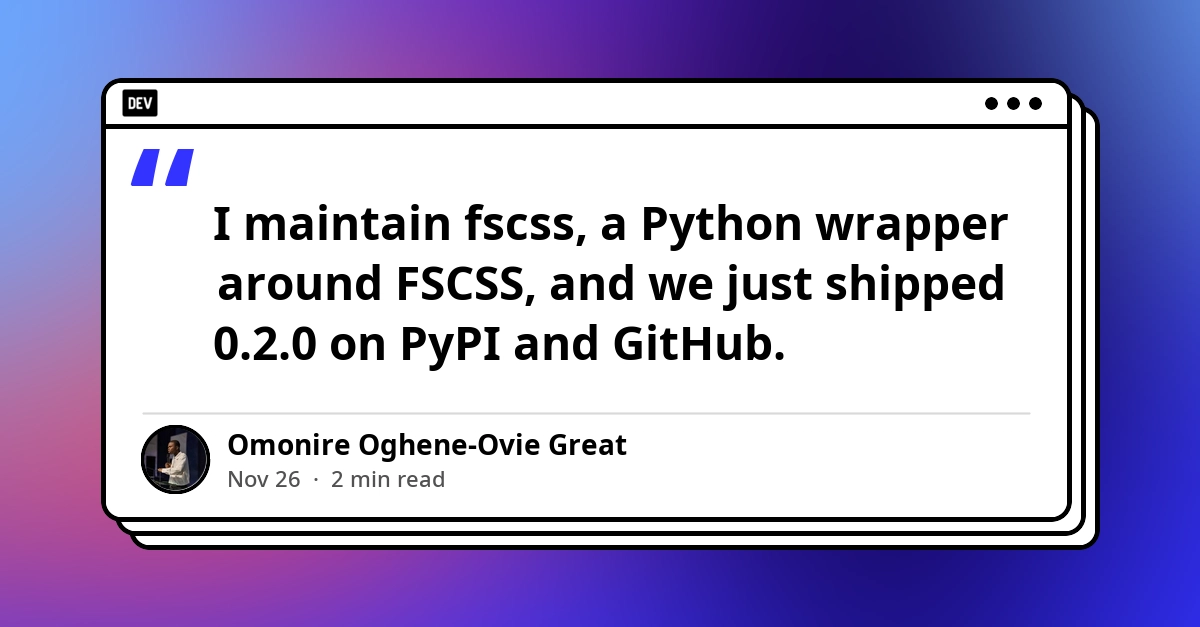 DEV
“
I maintain fscss, a Python wrapper
around FSCSS, and we just shipped
0.2.0 on PyPI and GitHub.
Omonire Oghene-Ovie Great
Nov 26 · 2 min read